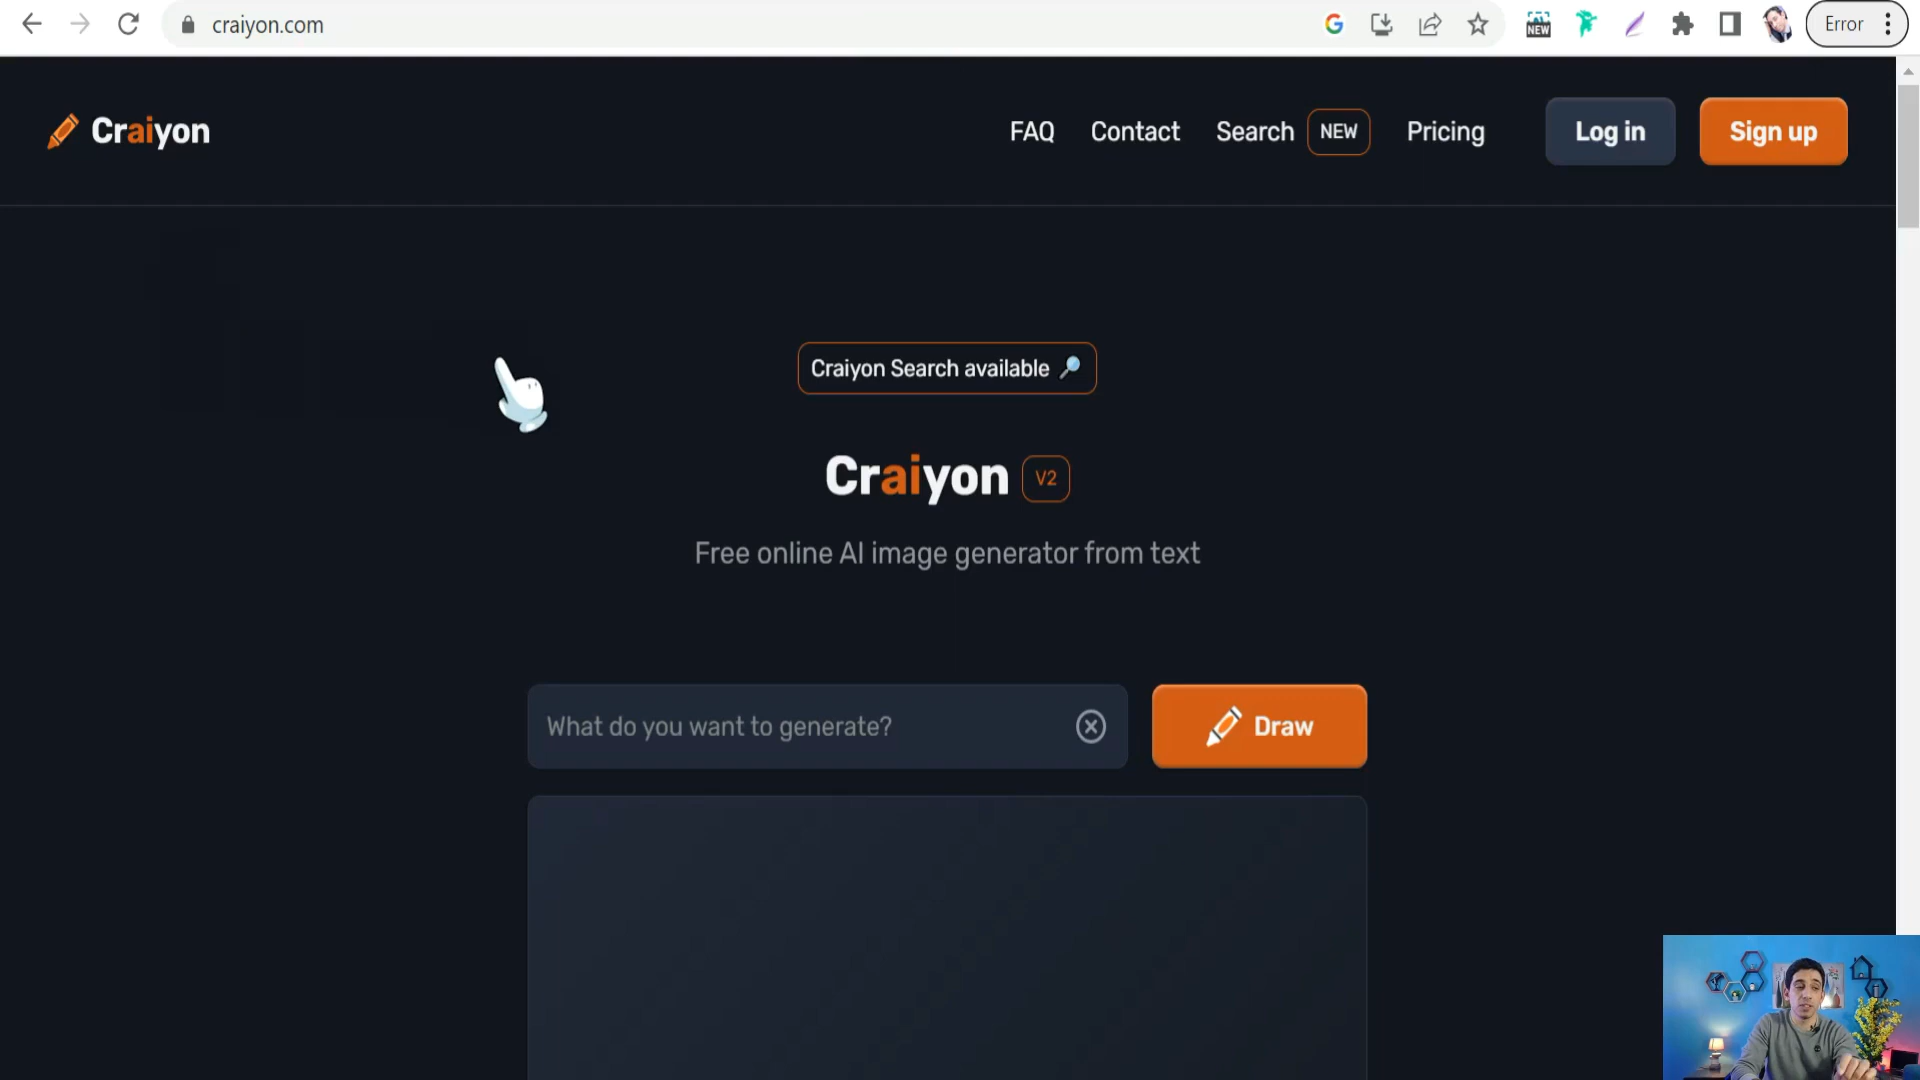 craiyon.com
NEW
Error
Craiyon
FAQ
Contact
Search
NEW
Pricing
Log in
Sign up
Craiyon Search available
Craiyon
V2
Free online AI image generator from text
What do you want to generate?
Draw